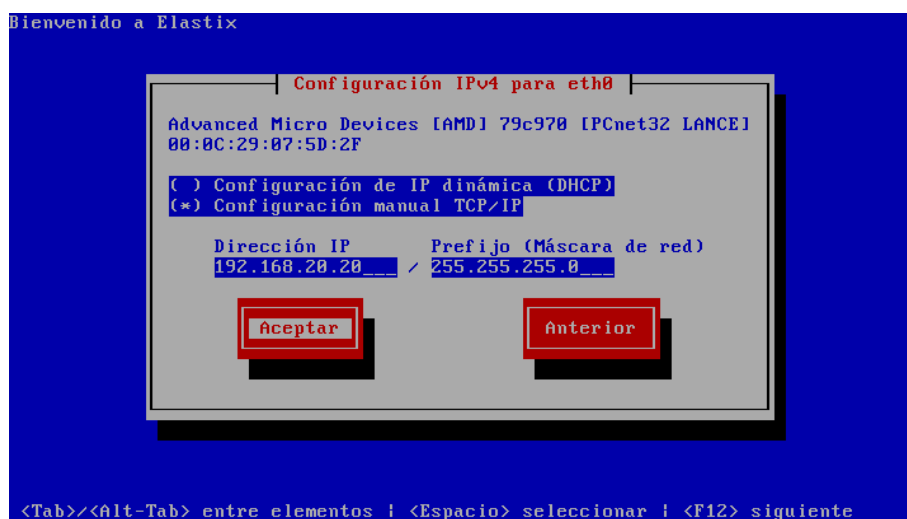 Bienvenido a Elastix
Configuración IPv4 para eth0
Advanced Micro Devices [AMD] 79c970 [PCnet32 LANCE]
00:0C:29:07:5D:2F
( ) Configuración de IP dinámica (DHCP)
(*) Configuración manual TCP/IP
Dirección IP Prefijo (Máscara de red)
192.168.20.20___ / 255.255.255.0___
Aceptar Anterior
<Tab>/<Alt-Tab> entre elementos ¦ <Espacio> seleccionar ¦ <F12> siguiente